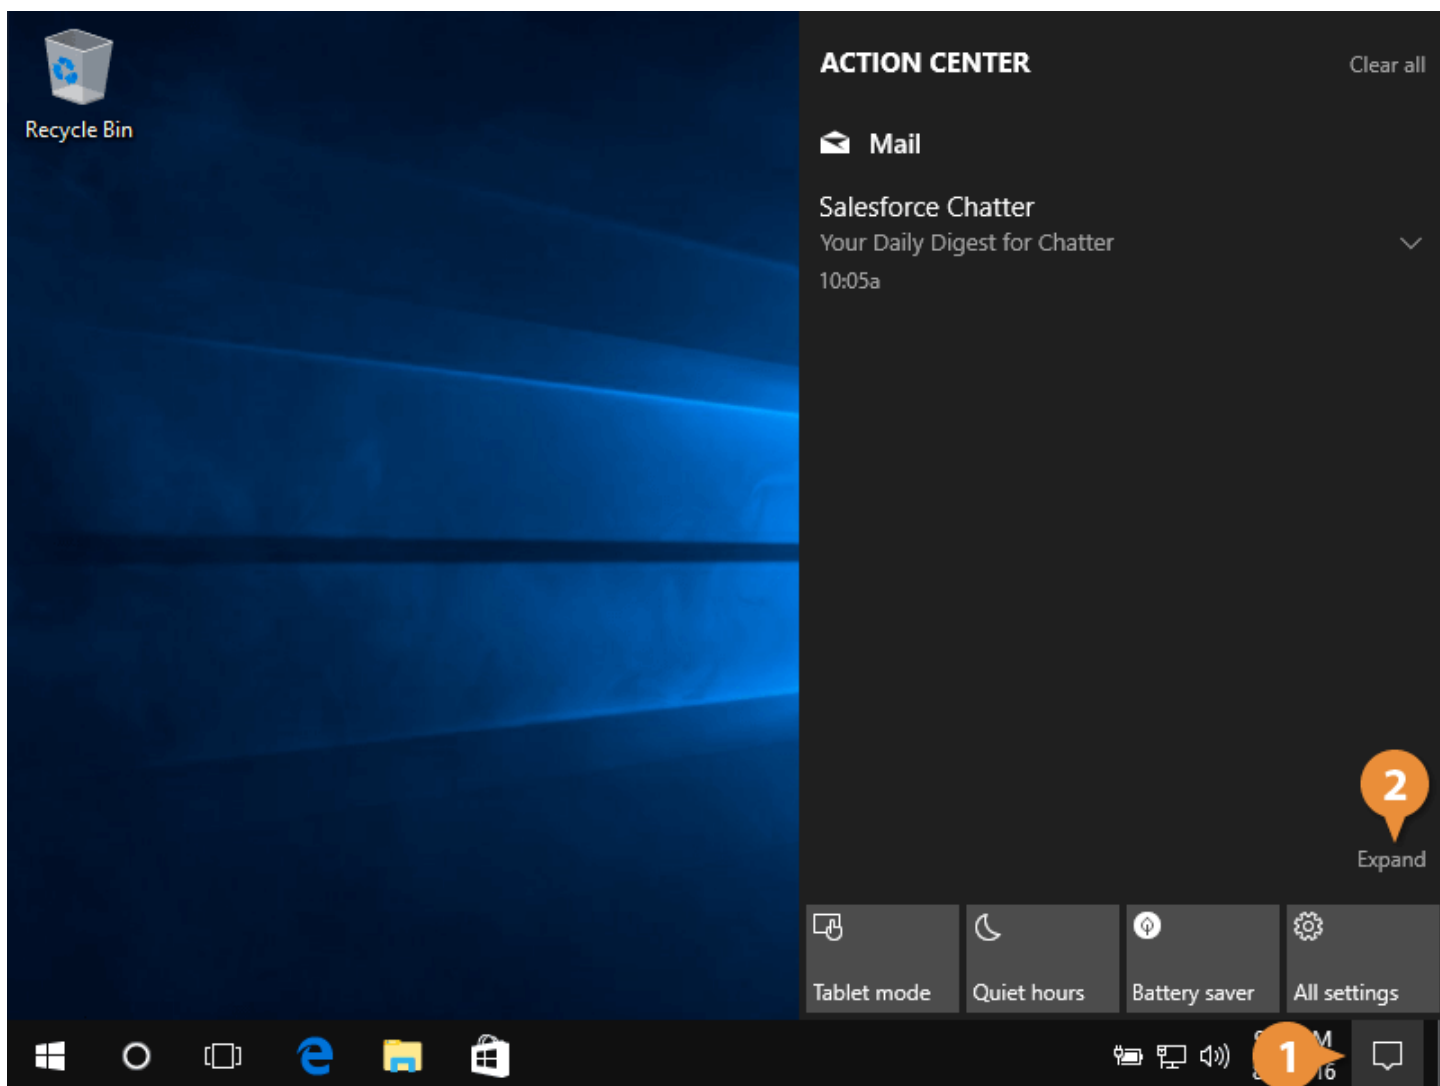 Recycle Bin
ACTION CENTER
Clear all
Mail
Salesforce Chatter
Your Daily Digest for Chatter
10:05a
2
Expand
Tablet mode
Quiet hours
Battery saver
All settings
1